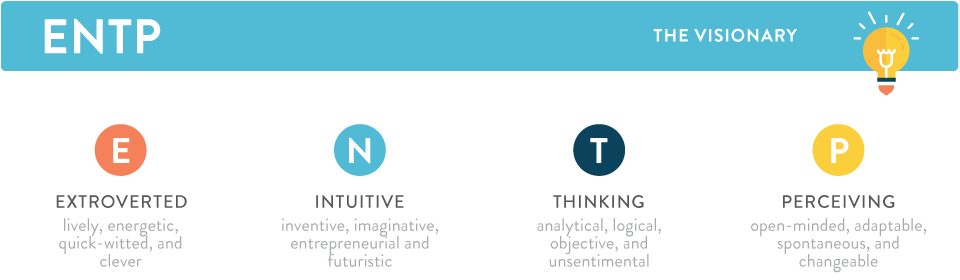 ENTP
THE VISIONARY
E
N
T
P
EXTROVERTED
lively, energetic,
quick-witted, and
clever
INTUITIVE
inventive, imaginative,
entrepreneurial and
futuristic
THINKING
analytical, logical,
objective, and
unsentimental
PERCEIVING
open-minded, adaptable,
spontaneous, and
changeable